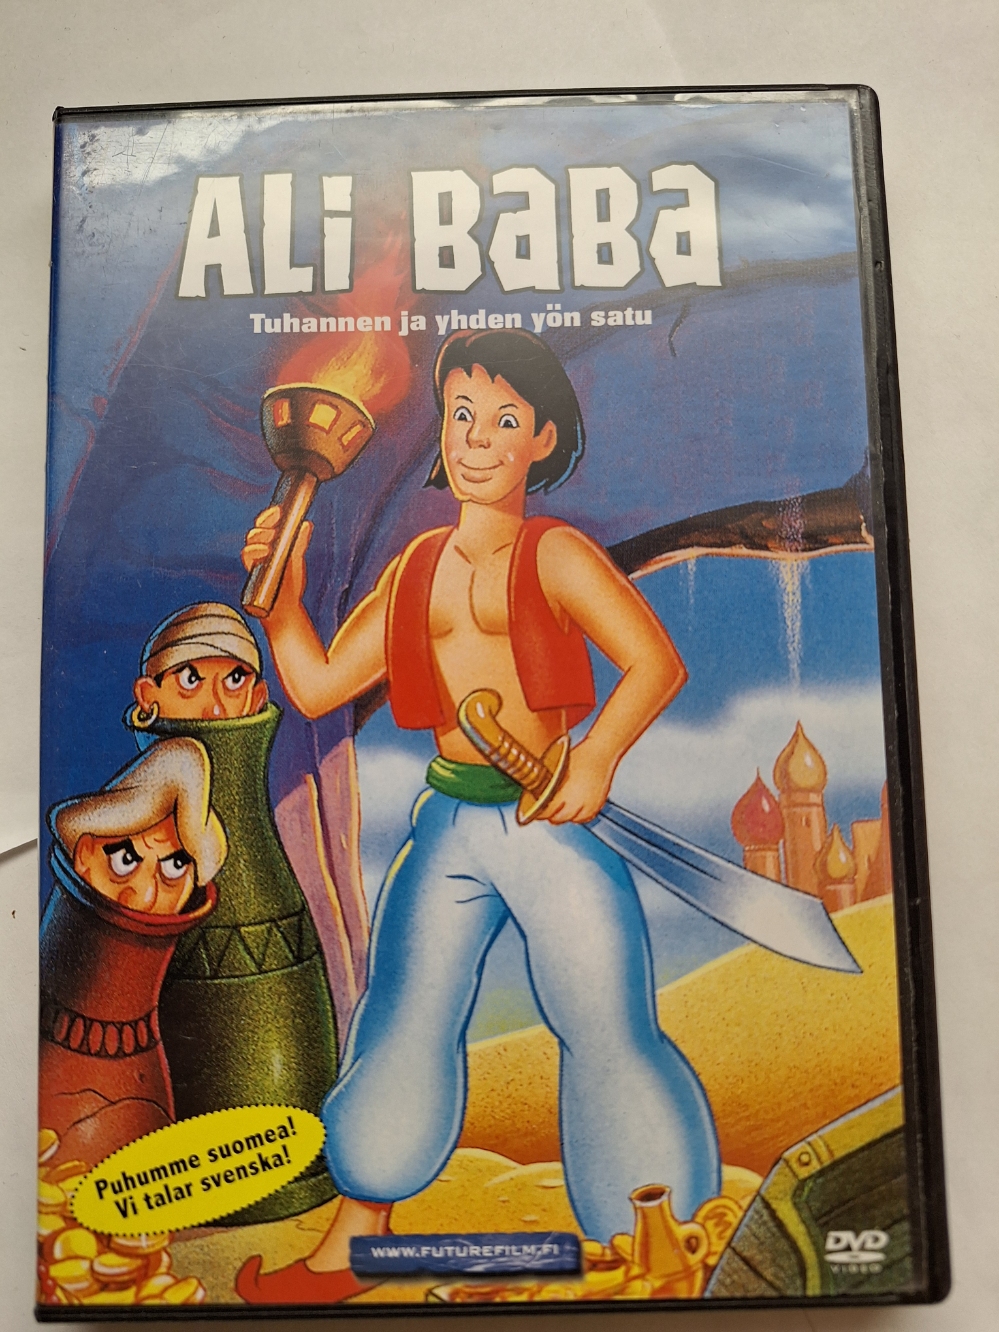 ALi BaBa
Tuhannen ja yhden yön satu
Puhumme suomea!
Vi talar svenska!
WWW.FUTUREFILM.FI
DVD
VIDEO